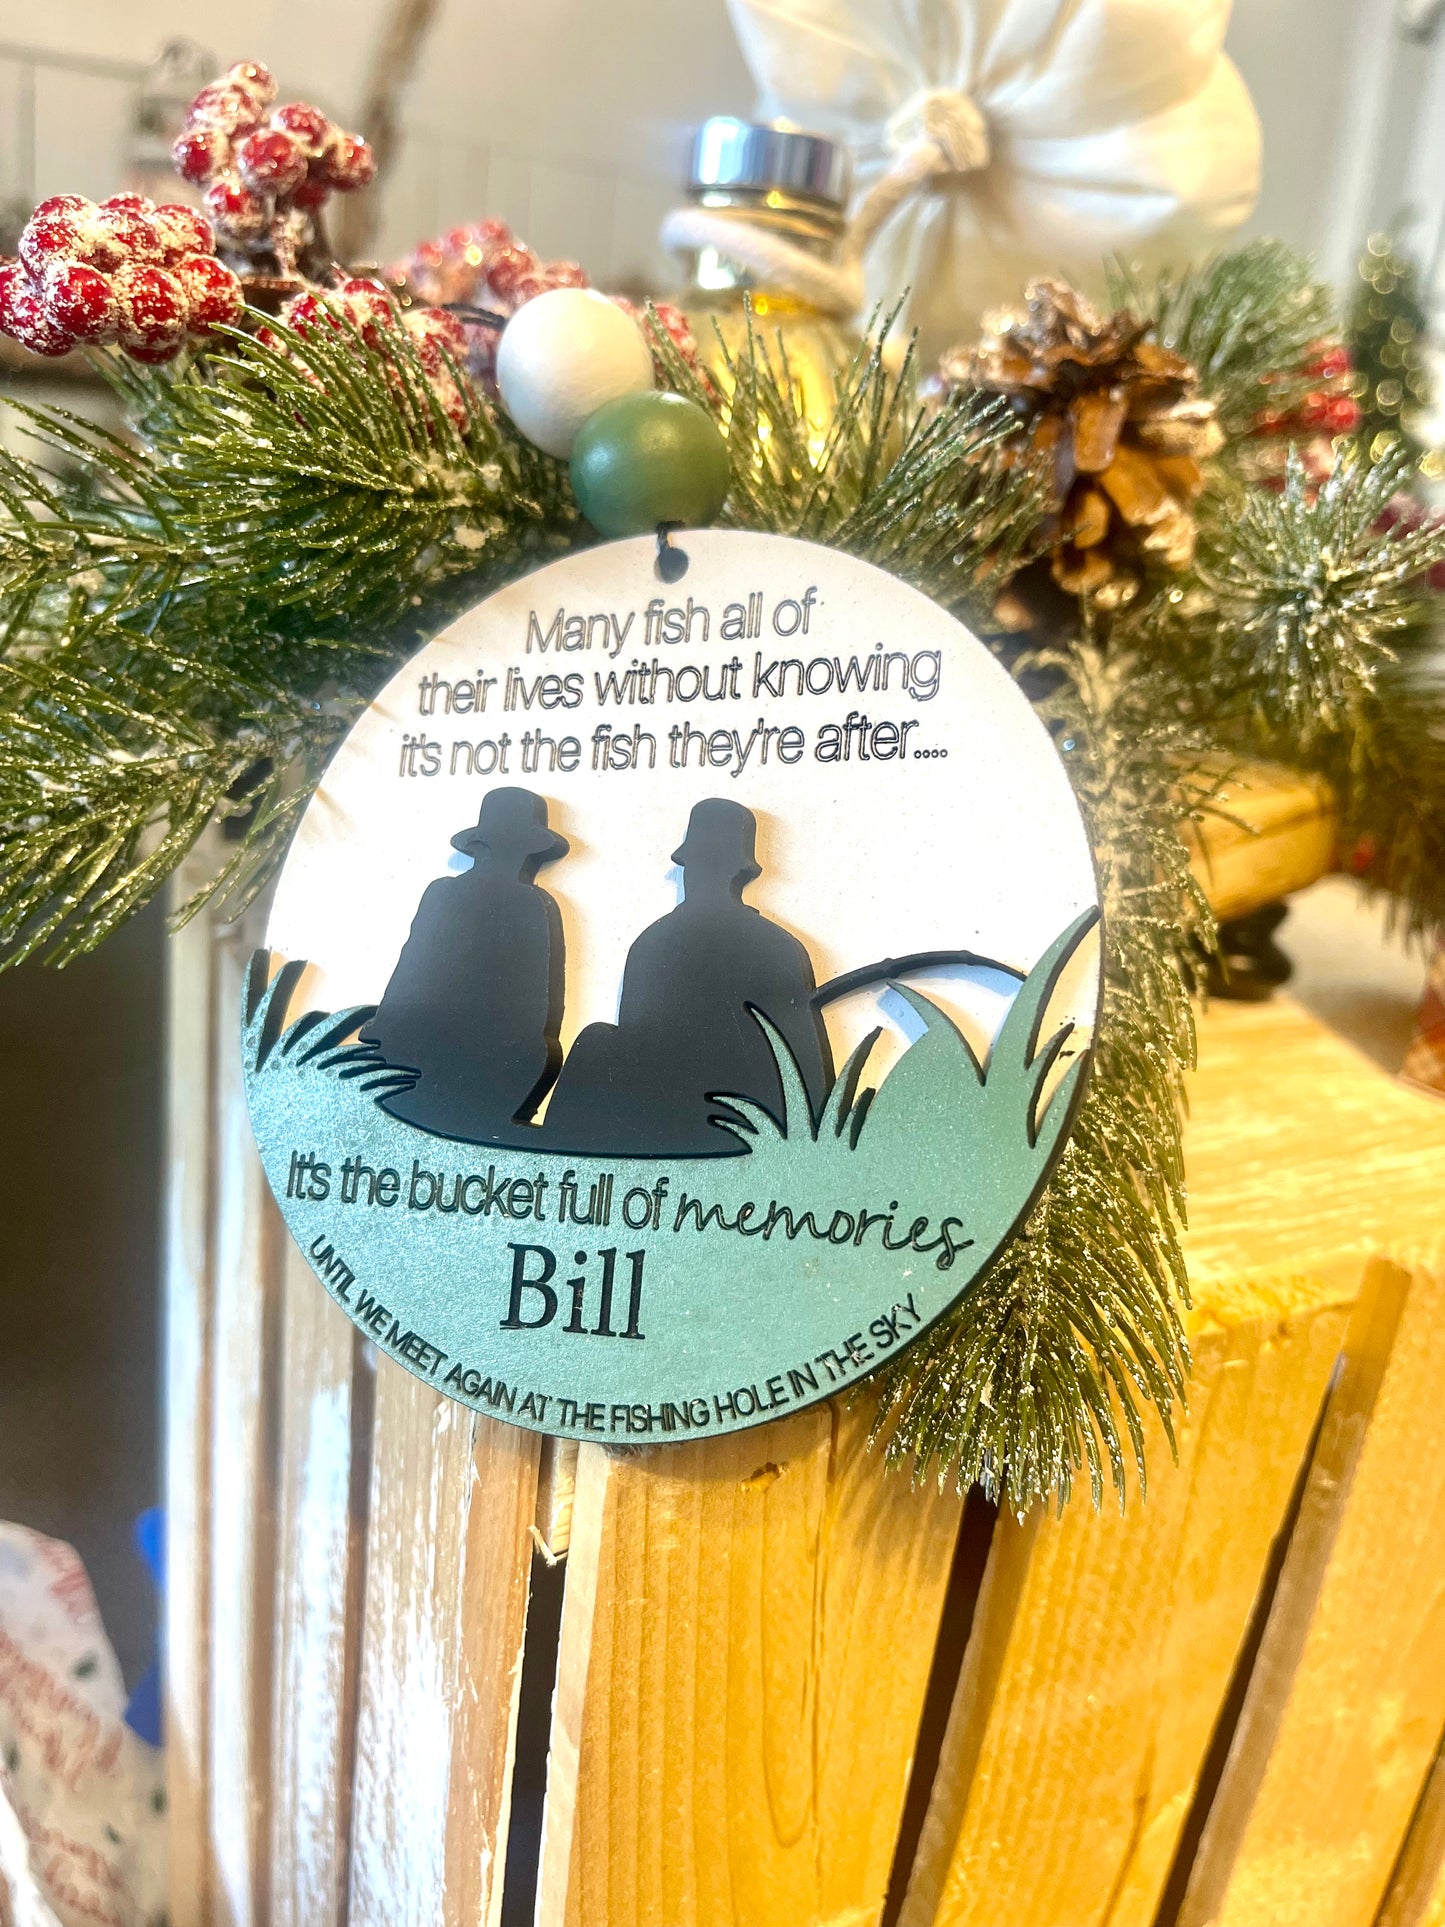 Many fish all of
their lives without knowing
it's not the fish they're after....
It's the bucket full of memories
Bill
UNTIL WE MEET AGAIN AT THE FISHING HOLE IN THE SKY